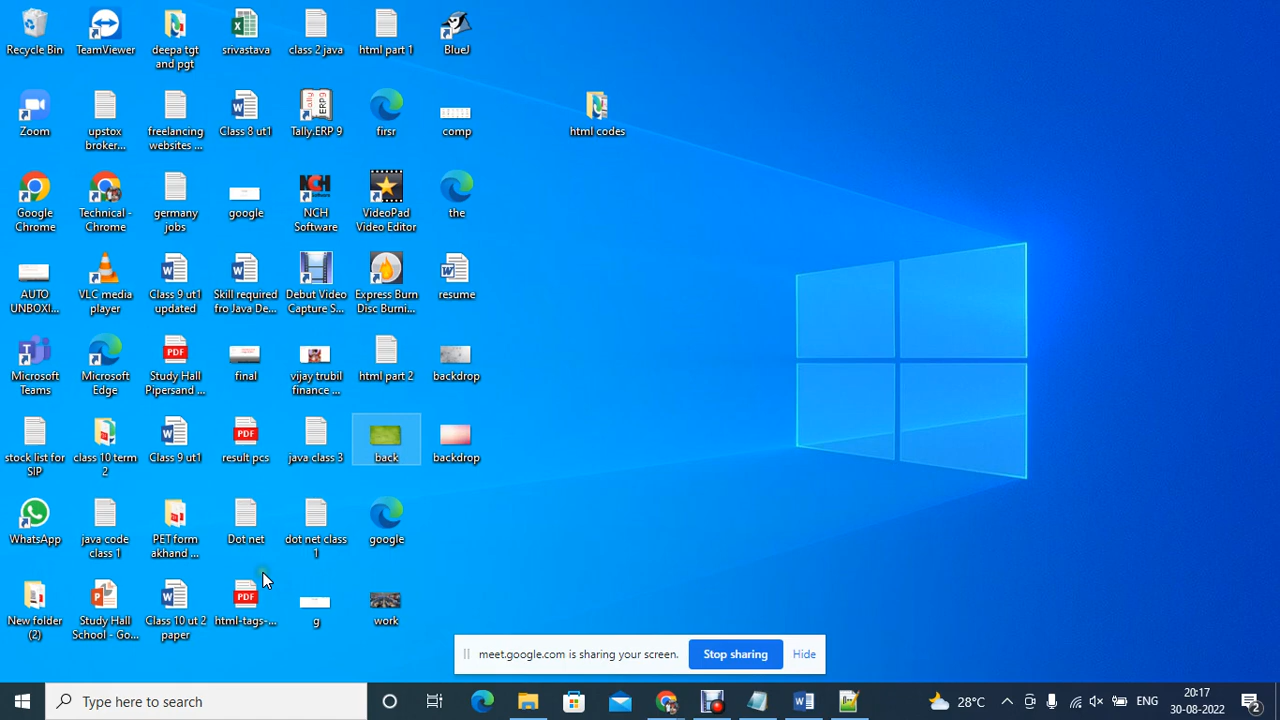 Recycle Bin
TeamViewer
deepa tgt
and pgt
srivastava
class 2 java
html part 1
BlueJ
Zoom
upstox
broker...
freelancing
websites ...
Class 8 ut1
Tally.ERP 9
firsr
comp
html codes
Google
Chrome
Technical -
Chrome
germany
jobs
google
NCH
Software
VideoPad
Video Editor
the
AUTO
UNBOXI...
VLC media
player
Class 9 ut1
updated
Skill required
fro Java De...
Debut Video
Capture S...
Express Burn
Disc Burni...
resume
Microsoft
Teams
Microsoft
Edge
PDF
Study Hall
Pipersand ...
final
vijay trubil
finance ...
html part 2
backdrop
stock list for
SIP
class 10 term
2
Class 9 ut1
PDF
result pcs
java class 3
back
backdrop
WhatsApp
java code
class 1
PET form
akhand ...
Dot net
dot net class
1
google
New folder
(2)
Study Hall
School - Go...
Class 10 ut 2
paper
PDF
html-tags-...
g
work
meet.google.com is sharing your screen.
Stop sharing
Hide
Type here to search
28°C
ENG
20:17
30-08-2022
2